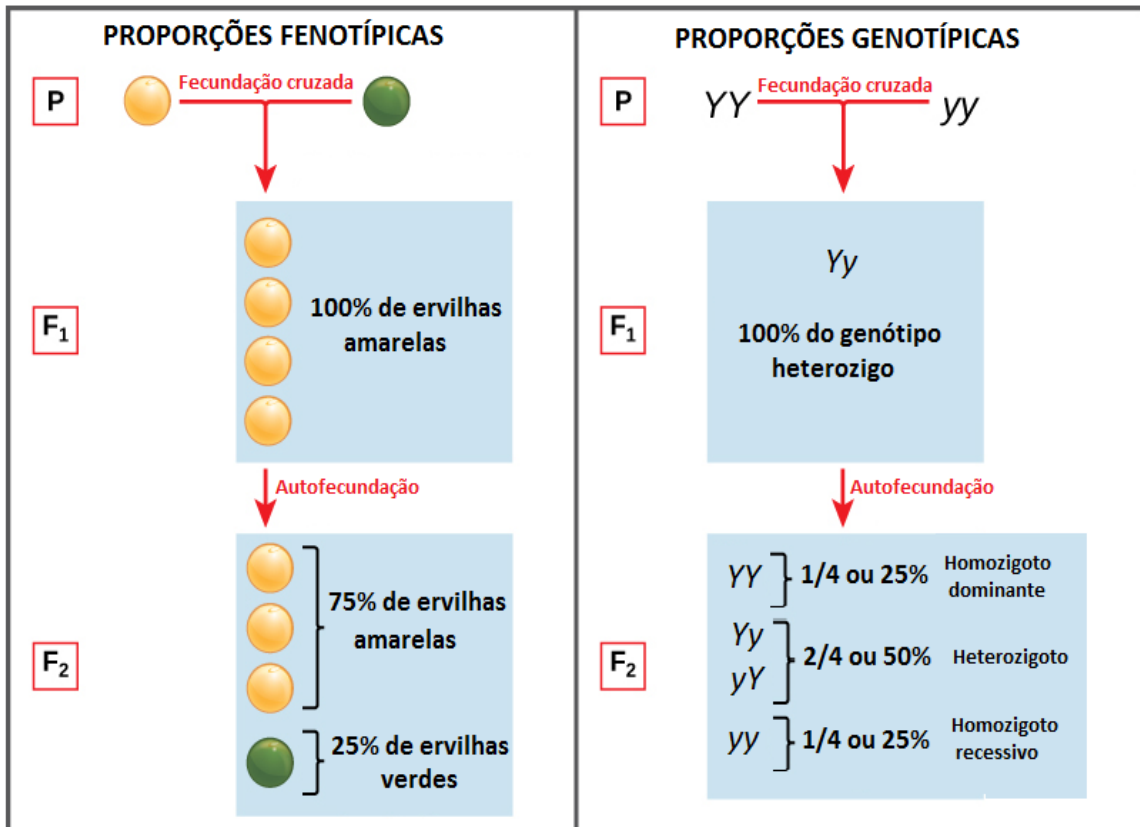 PROPORÇÕES FENOTÍPICAS
P
Fecundação cruzada
F₁
100% de ervilhas
amarelas
Autofecundação
F₂
75% de ervilhas
amarelas
25% de ervilhas
verdes
PROPORÇÕES GENOTÍPICAS
P
YY
Fecundação cruzada
yy
F₁
Yy
100% do genótipo
heterozigo
Autofecundação
F₂
YY
1/4 ou 25%
Homozigoto
dominante
Yy
yY
2/4 ou 50%
Heterozigoto
yy
1/4 ou 25%
Homozigoto
recessivo